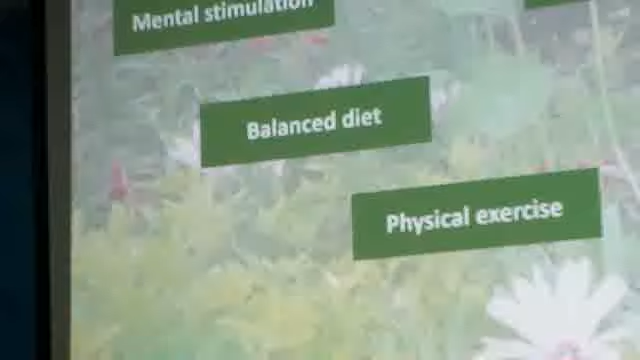 Mental stimulation
Balanced diet
Physical exercise